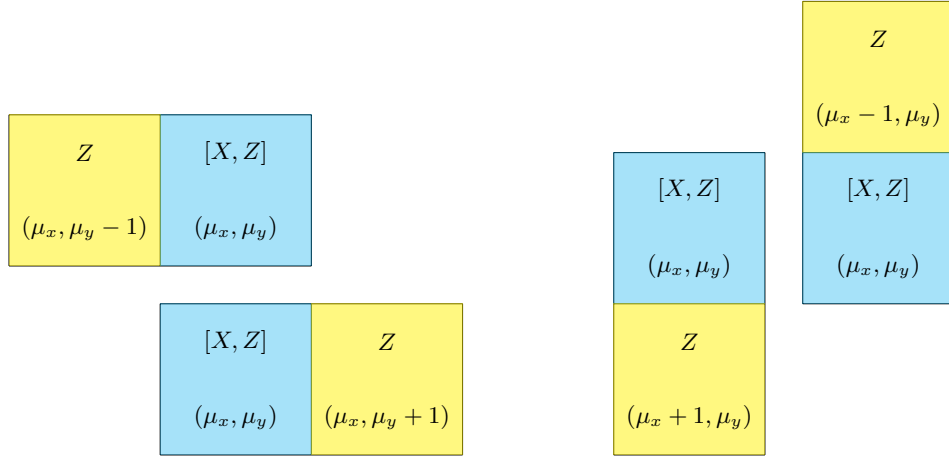 Z
(μ_x − 1, μ_y)
Z
[X, Z]
(μ_x, μ_y − 1)
(μ_x, μ_y)
[X, Z]
(μ_x, μ_y)
[X, Z]
(μ_x, μ_y)
[X, Z]
Z
(μ_x, μ_y)
(μ_x, μ_y + 1)
Z
(μ_x + 1, μ_y)